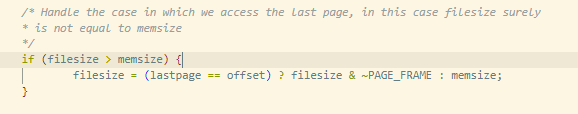 /* Handle the case in which we access the last page, in this case filesize surely
* is not equal to memsize
*/
if (filesize > memsize) {
filesize = (lastpage == offset) ? filesize & ~PAGE_FRAME : memsize;
}